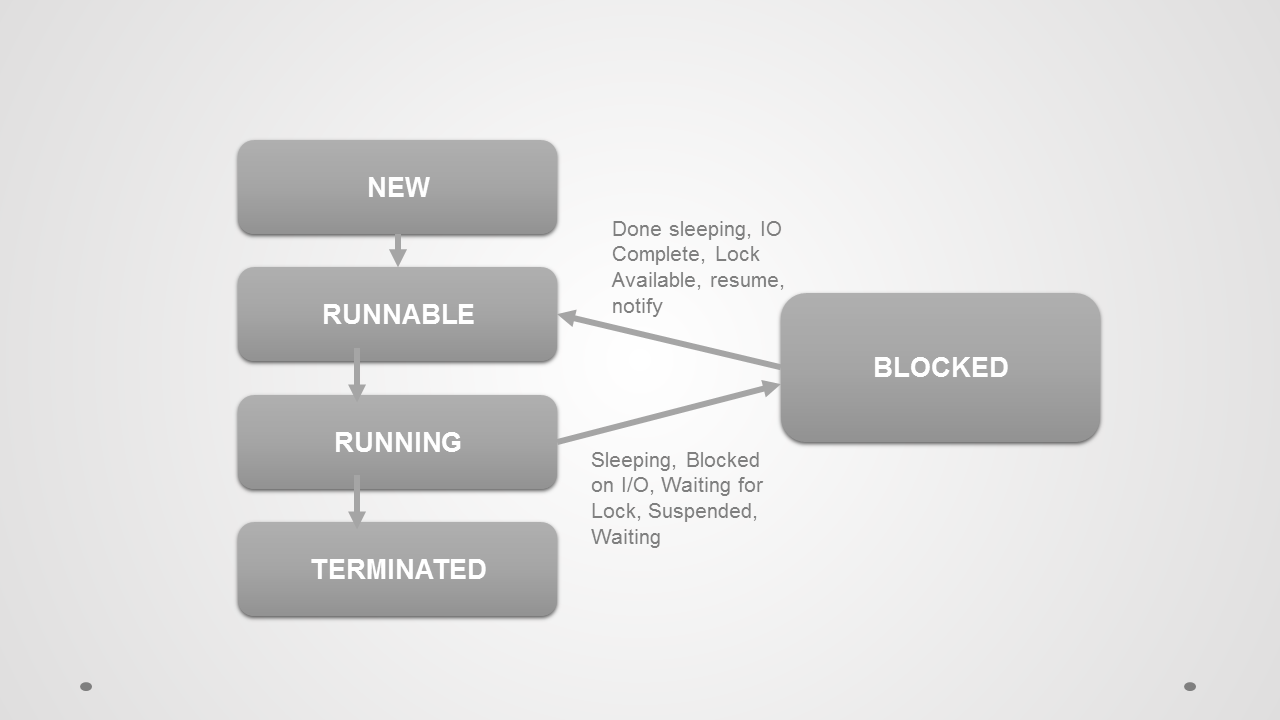 NEW
Done sleeping, IO
Complete, Lock
Available, resume,
notify
RUNNABLE
BLOCKED
RUNNING
Sleeping, Blocked
on I/O, Waiting for
Lock, Suspended,
Waiting
TERMINATED